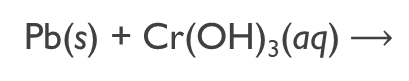 Pb(s) + Cr(OH)₃(aq) ⟶